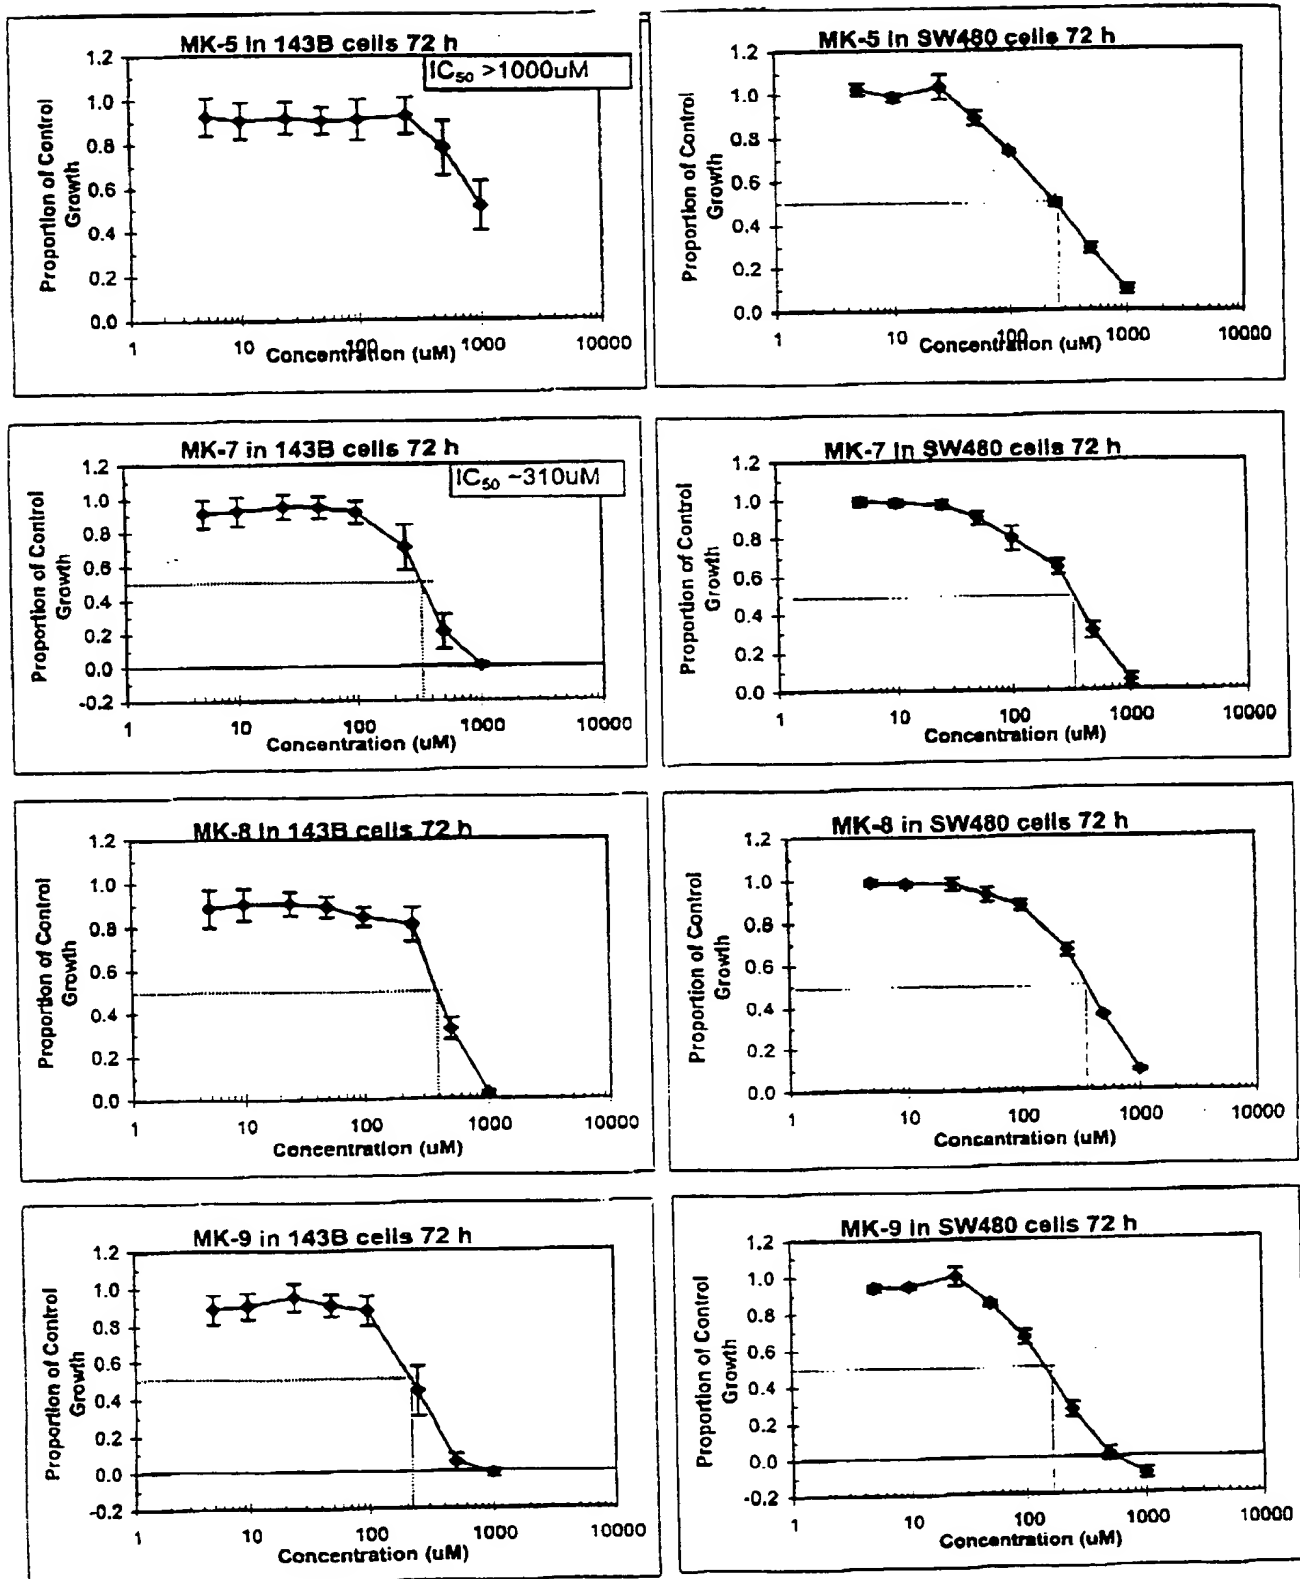 MK-5 in 143B cells 72 h
IC50 >1000uM
Proportion of Control
Growth
1.2
1.0
0.8
0.6
0.4
0.2
0.0
1 10 100 1000 10000
Concentration (uM)
MK-5 in SW480 cells 72 h
Proportion of Control
Growth
1.2
1.0
0.8
0.6
0.4
0.2
0.0
1 10 100 1000 10000
Concentration (uM)
MK-7 in 143B cells 72 h
IC50 ~310uM
Proportion of Control
Growth
1.2
1.0
0.8
0.6
0.4
0.2
0.0
-0.2
1 10 100 1000 10000
Concentration (uM)
MK-7 in SW480 cells 72 h
Proportion of Control
Growth
1.2
1.0
0.8
0.6
0.4
0.2
0.0
1 10 100 1000 10000
Concentration (uM)
MK-8 in 143B cells 72 h
Proportion of Control
Growth
1.2
1.0
0.8
0.6
0.4
0.2
0.0
1 10 100 1000 10000
Concentration (uM)
MK-8 in SW480 cells 72 h
Proportion of Control
Growth
1.2
1.0
0.8
0.6
0.4
0.2
0.0
1 10 100 1000 10000
Concentration (uM)
MK-9 in 143B cells 72 h
Proportion of Control
Growth
1.2
1.0
0.8
0.6
0.4
0.2
0.0
-0.2
1 10 100 1000 10000
Concentration (uM)
MK-9 in SW480 cells 72 h
Proportion of Control
Growth
1.2
1.0
0.8
0.6
0.4
0.2
0.0
-0.2
1 10 100 1000 10000
Concentration (uM)